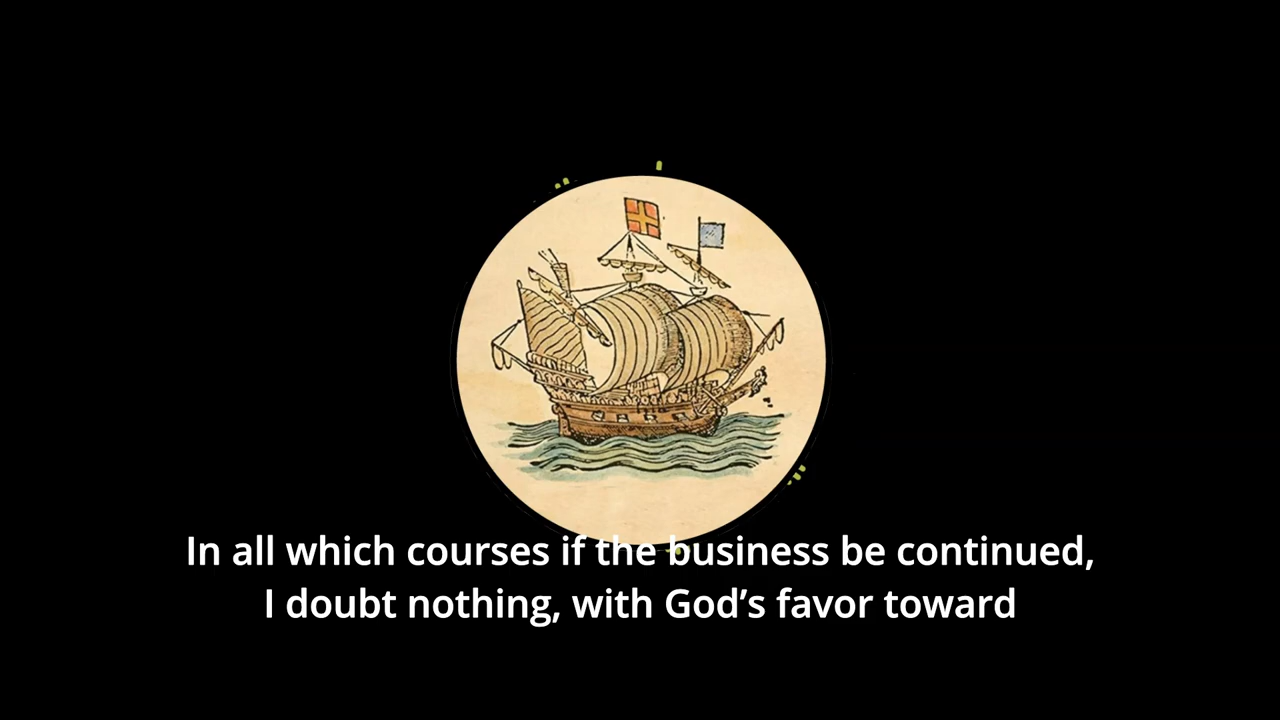 In all which courses if the business be continued,
I doubt nothing, with God’s favor toward